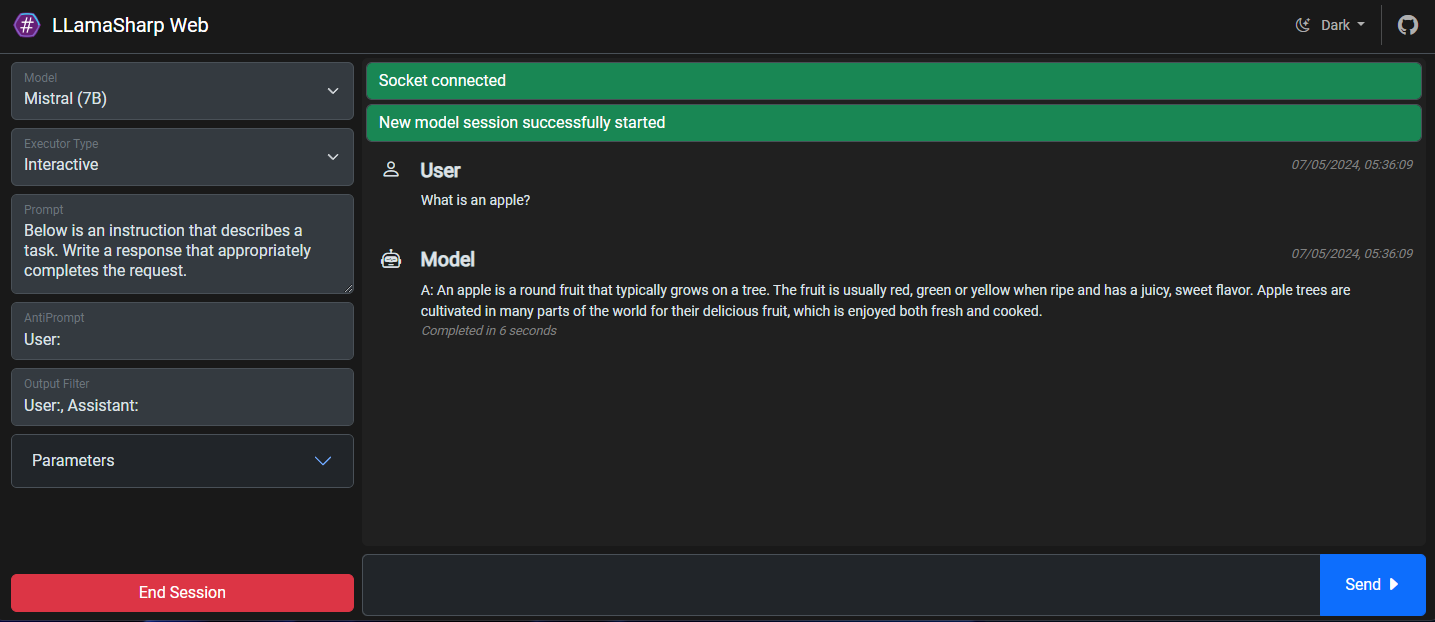 # LLamaSharp Web
Dark
Model
Mistral (7B)
Executor Type
Interactive
Prompt
Below is an instruction that describes a
task. Write a response that appropriately
completes the request.
AntiPrompt
User:
Output Filter
User:, Assistant:
Parameters
End Session
Socket connected
New model session successfully started
User
07/05/2024, 05:36:09
What is an apple?
Model
07/05/2024, 05:36:09
A: An apple is a round fruit that typically grows on a tree. The fruit is usually red, green or yellow when ripe and has a juicy, sweet flavor. Apple trees are
cultivated in many parts of the world for their delicious fruit, which is enjoyed both fresh and cooked.
Completed in 6 seconds
Send